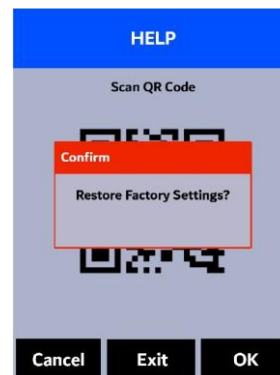 HELP
Scan QR Code
Confirm
Restore Factory Settings?
Cancel Exit OK